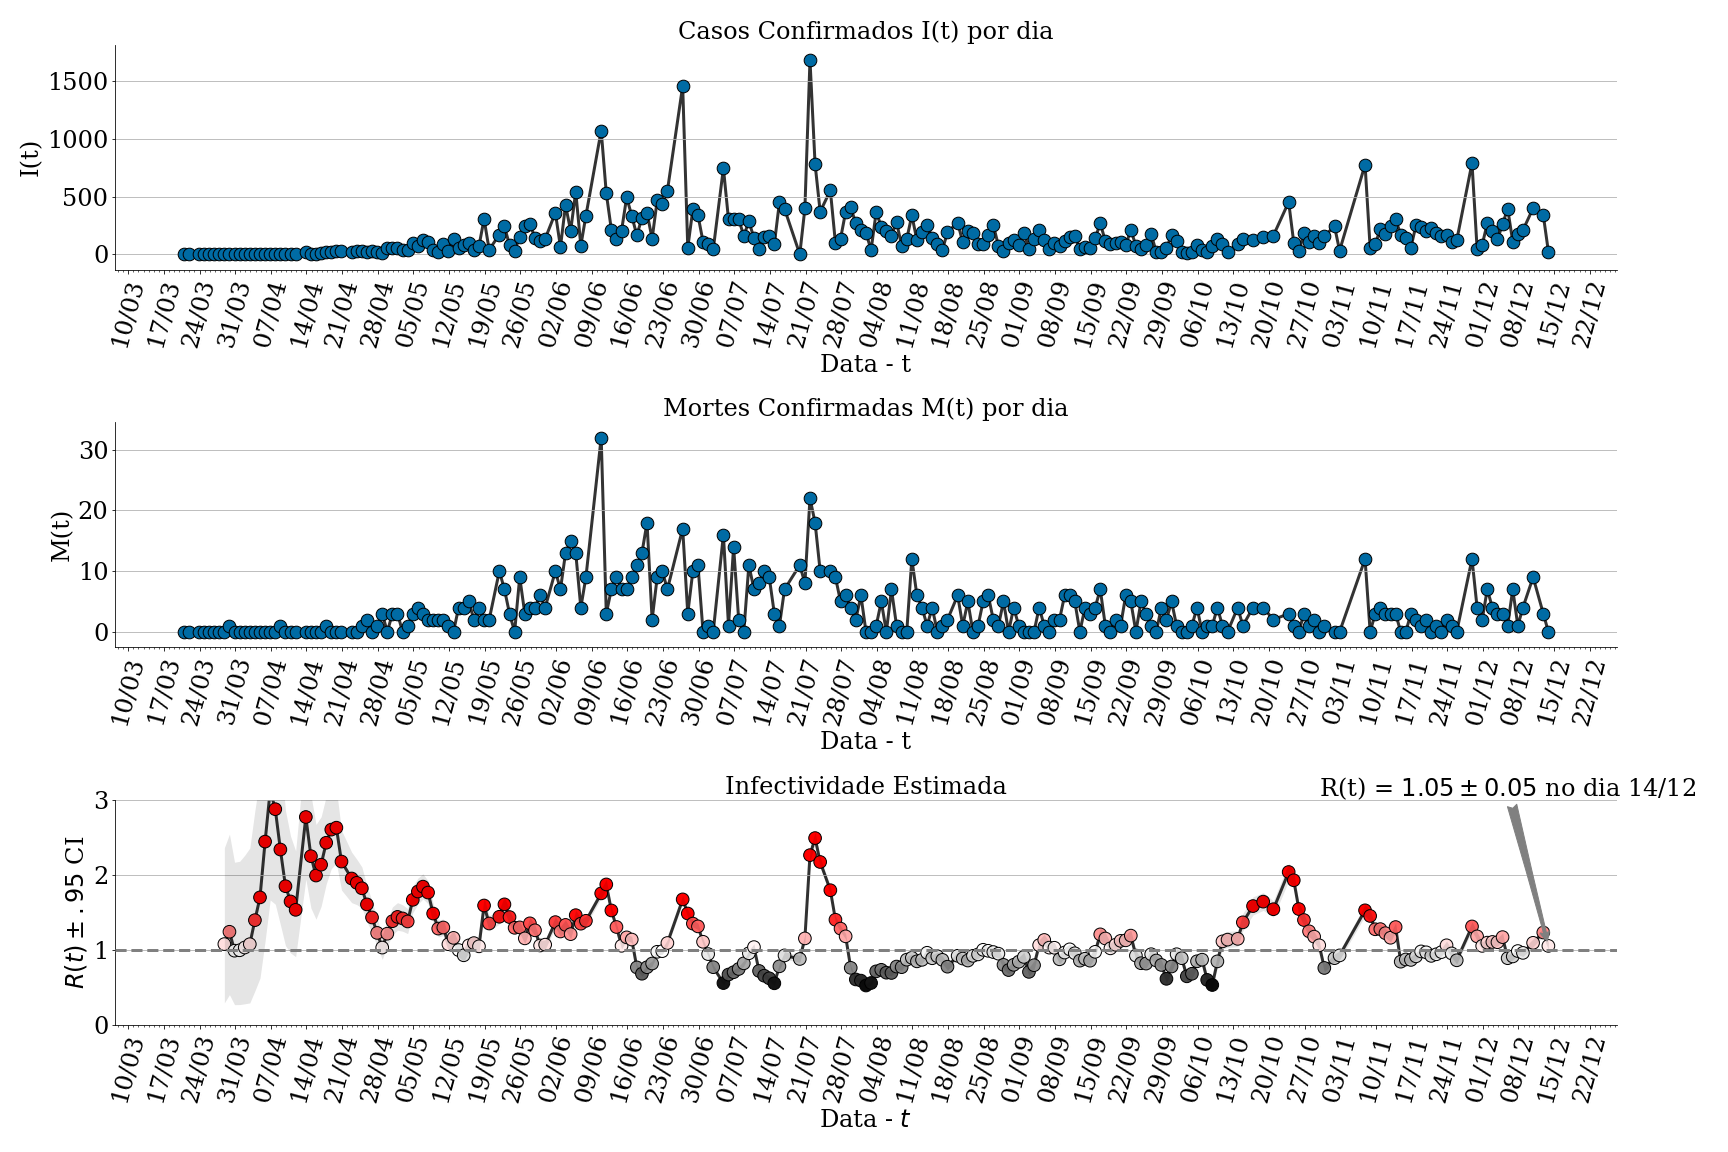 Casos Confirmados I(t) por dia
I(t)
1500
1000
500
0
10/03 17/03 24/03 31/03 07/04 14/04 21/04 28/04 05/05 12/05 19/05 26/05 02/06 09/06 16/06 23/06 30/06 07/07 14/07 21/07 28/07 04/08 11/08 18/08 25/08 01/09 08/09 15/09 22/09 29/09 06/10 13/10 20/10 27/10 03/11 10/11 17/11 24/11 01/12 08/12 15/12 22/12
Data - t
Mortes Confirmadas M(t) por dia
M(t)
30
20
10
0
10/03 17/03 24/03 31/03 07/04 14/04 21/04 28/04 05/05 12/05 19/05 26/05 02/06 09/06 16/06 23/06 30/06 07/07 14/07 21/07 28/07 04/08 11/08 18/08 25/08 01/09 08/09 15/09 22/09 29/09 06/10 13/10 20/10 27/10 03/11 10/11 17/11 24/11 01/12 08/12 15/12 22/12
Data - t
Infectividade Estimada
R(t) = 1.05 ± 0.05 no dia 14/12
R(t) ± .95 CI
3
2
1
0
10/03 17/03 24/03 31/03 07/04 14/04 21/04 28/04 05/05 12/05 19/05 26/05 02/06 09/06 16/06 23/06 30/06 07/07 14/07 21/07 28/07 04/08 11/08 18/08 25/08 01/09 08/09 15/09 22/09 29/09 06/10 13/10 20/10 27/10 03/11 10/11 17/11 24/11 01/12 08/12 15/12 22/12
Data - t